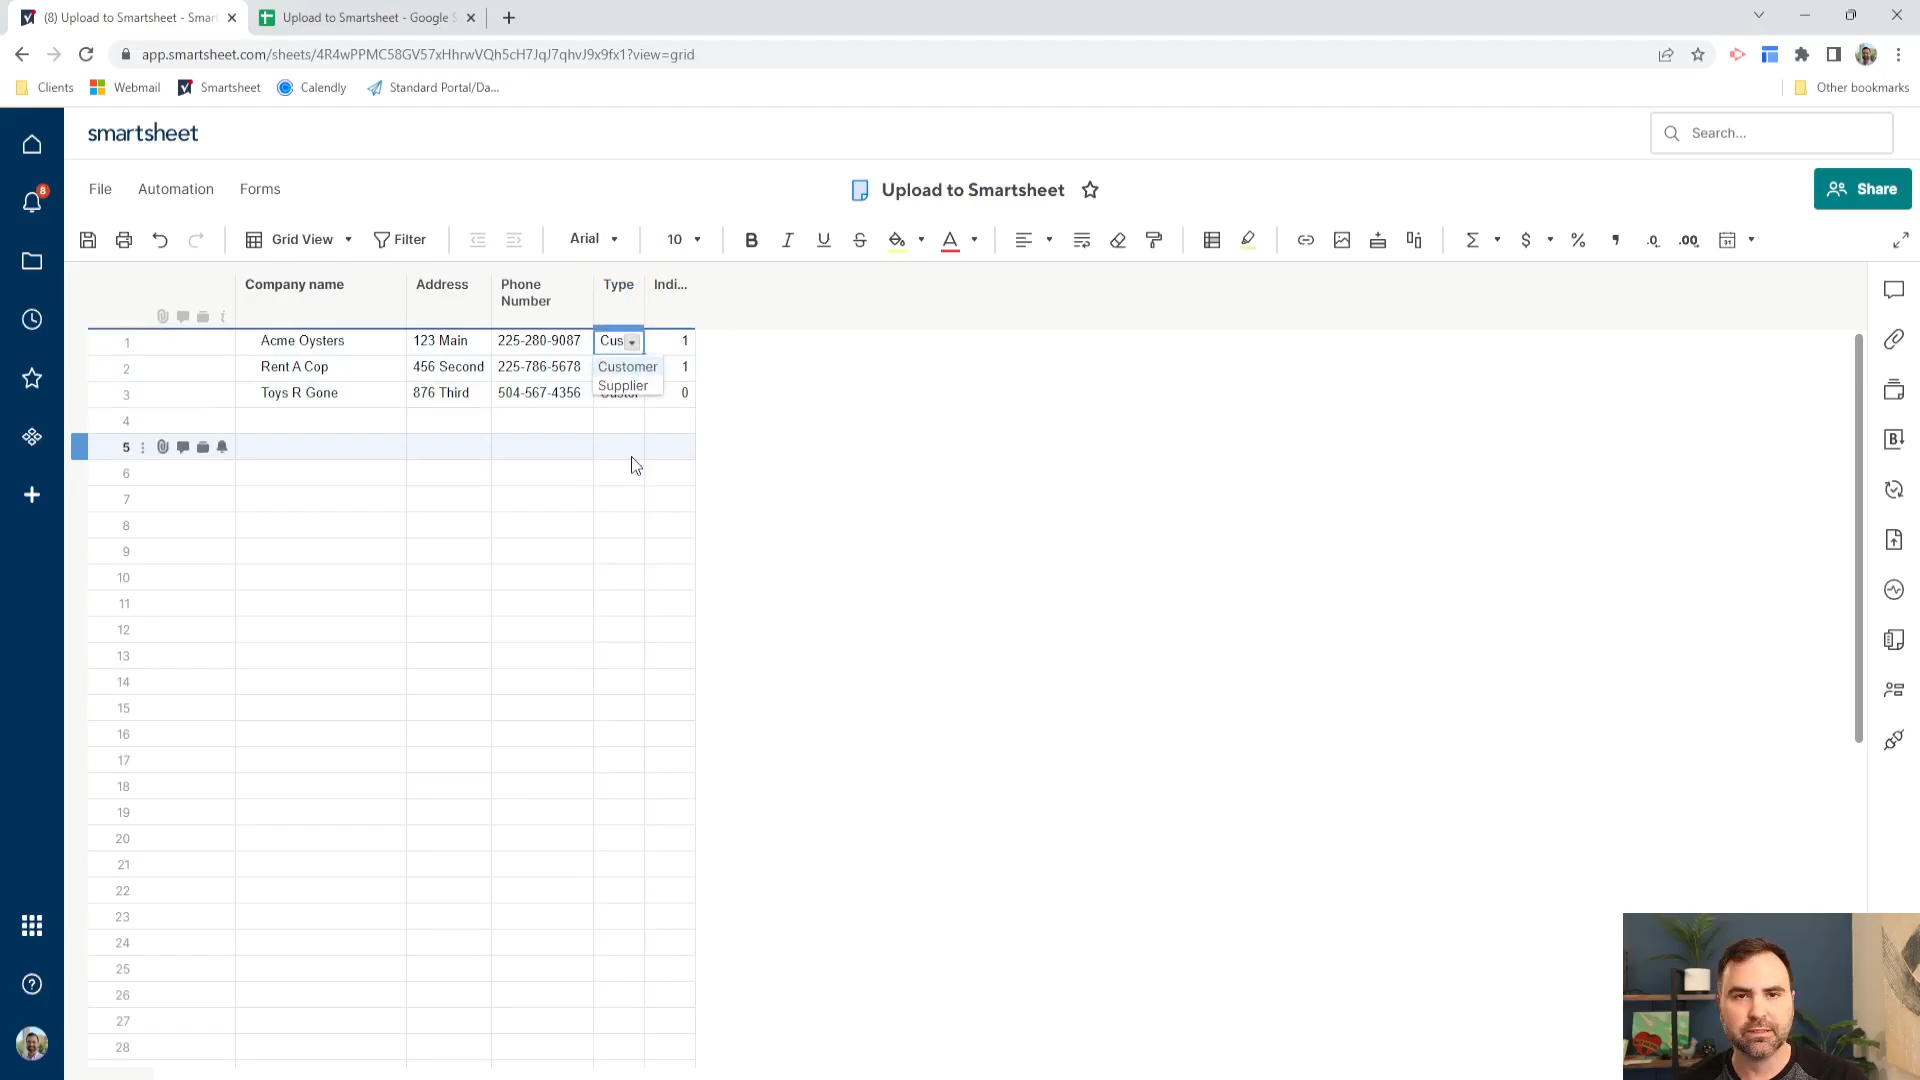 (8) Upload to Smartsheet - Smart
Upload to Smartsheet - Google S
app.smartsheet.com/sheets/4R4wPPMC58GV57xHhrwVQh5cH7JqJ7qhvJ9x9fx1?view=grid
Clients
Webmail
Smartsheet
Calendly
Standard Portal/Da...
Other bookmarks
smartsheet
Search...
8
File
Automation
Forms
Upload to Smartsheet
Share
Grid View
Filter
Arial
10
B
I
U
S
A
Σ
$
%
.0
.00
31
Company name
Address
Phone Number
Type
Indi...
1 Acme Oysters 123 Main 225-280-9087 Cus 1
2 Rent A Cop 456 Second 225-786-5678 Customer 1
Supplier
3 Toys R Gone 876 Third 504-567-4356 0
4
5
6
7
8
9
10
11
12
13
14
15
16
17
18
19
20
21
22
23
24
25
26
27
28